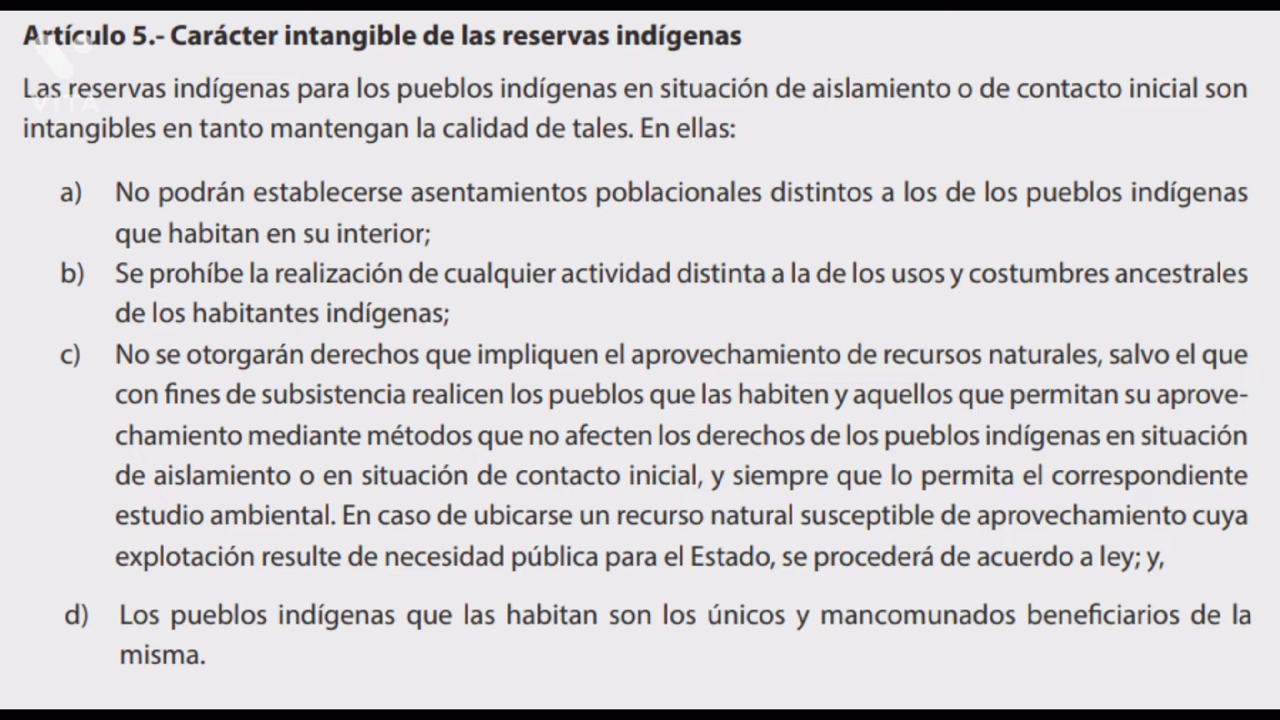 Artículo 5.- Carácter intangible de las reservas indígenas
Las reservas indígenas para los pueblos indígenas en situación de aislamiento o de contacto inicial son
intangibles en tanto mantengan la calidad de tales. En ellas:
a) No podrán establecerse asentamientos poblacionales distintos a los de los pueblos indígenas
que habitan en su interior;
b) Se prohíbe la realización de cualquier actividad distinta a la de los usos y costumbres ancestrales
de los habitantes indígenas;
c) No se otorgarán derechos que impliquen el aprovechamiento de recursos naturales, salvo el que
con fines de subsistencia realicen los pueblos que las habiten y aquellos que permitan su aprove-
chamiento mediante métodos que no afecten los derechos de los pueblos indígenas en situación
de aislamiento o en situación de contacto inicial, y siempre que lo permita el correspondiente
estudio ambiental. En caso de ubicarse un recurso natural susceptible de aprovechamiento cuya
explotación resulte de necesidad pública para el Estado, se procederá de acuerdo a ley; y,
d) Los pueblos indígenas que las habitan son los únicos y mancomunados beneficiarios de la
misma.
VITA